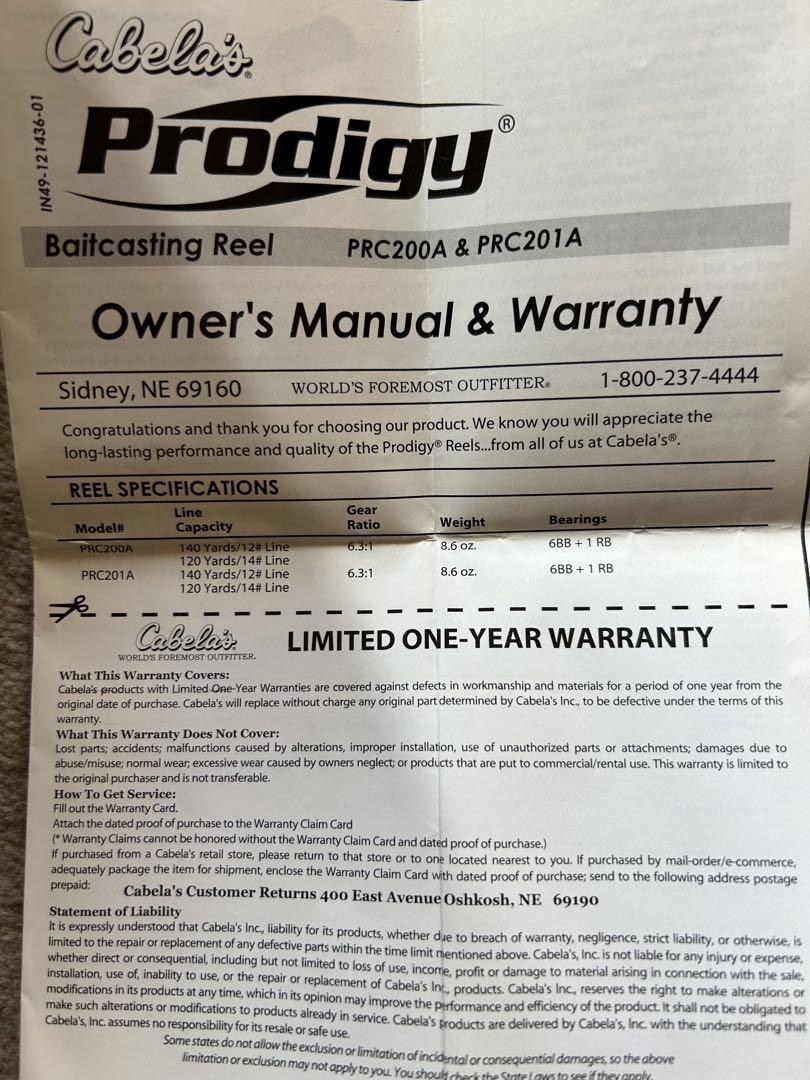 Cabela's®
IN49-121436-01
Prodigy®
Baitcasting Reel PRC200A & PRC201A
Owner's Manual & Warranty
Sidney, NE 69160 WORLD'S FOREMOST OUTFITTER® 1-800-237-4444
Congratulations and thank you for choosing our product. We know you will appreciate the
long-lasting performance and quality of the Prodigy® Reels...from all of us at Cabela's®.
REEL SPECIFICATIONS
Model# Line Capacity Gear Ratio Weight Bearings
PRC200A 140 Yards/12# Line 6.3:1 8.6 oz. 6BB + 1 RB
120 Yards/14# Line
PRC201A 140 Yards/12# Line 6.3:1 8.6 oz. 6BB + 1 RB
120 Yards/14# Line
Cabela's LIMITED ONE-YEAR WARRANTY
WORLD'S FOREMOST OUTFITTER®
What This Warranty Covers:
Cabela's products with Limited One-Year Warranties are covered against defects in workmanship and materials for a period of one year from the
original date of purchase. Cabela's will replace without charge any original part determined by Cabela's Inc., to be defective under the terms of this
warranty.
What This Warranty Does Not Cover:
Lost parts; accidents; malfunctions caused by alterations, improper installation, use of unauthorized parts or attachments; damages due to
abuse/misuse; normal wear; excessive wear caused by owners neglect; or products that are put to commercial/rental use. This warranty is limited to
the original purchaser and is not transferable.
How To Get Service:
Fill out the Warranty Card.
Attach the dated proof of purchase to the Warranty Claim Card
(* Warranty Claims cannot be honored without the Warranty Claim Card and dated proof of purchase.)
If purchased from a Cabela's retail store, please return to that store or to one located nearest to you. If purchased by mail-order/e-commerce,
adequately package the item for shipment, enclose the Warranty Claim Card with dated proof of purchase; send to the following address postage
prepaid: Cabela's Customer Returns 400 East Avenue Oshkosh, NE 69190
Statement of Liability
It is expressly understood that Cabela's Inc., liability for its products, whether due to breach of warranty, negligence, strict liability, or otherwise, is
limited to the repair or replacement of any defective parts within the time limit mentioned above. Cabela's, Inc. is not liable for any injury or expense,
whether direct or consequential, including but not limited to loss of use, income, profit or damage to material arising in connection with the sale,
installation, use of, inability to use, or the repair or replacement of Cabela's Inc., products. Cabela's Inc., reserves the right to make alterations or
modifications in its products at any time, which in its opinion may improve the performance and efficiency of the product. It shall not be obligated to
make such alterations or modifications to products already in service. Cabela's products are delivered by Cabela's, Inc. with the understanding that
Cabela's, Inc. assumes no responsibility for its resale or safe use.
Some states do not allow the exclusion or limitation of incidental or consequential damages, so the above
limitation or exclusion may not apply to you. You should check the State Laws to see if they apply.